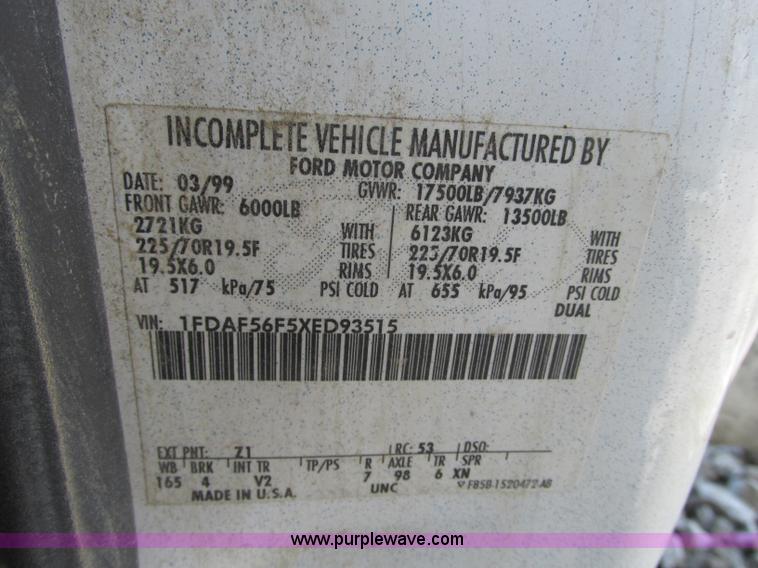 INCOMPLETE VEHICLE MANUFACTURED BY
FORD MOTOR COMPANY
DATE: 03/99 GVWR: 17500LB/7937KG
FRONT GAWR: 6000LB REAR GAWR: 13500LB
2721KG WITH 6123KG WITH
225/70R19.5F TIRES 225/70R19.5F TIRES
19.5X6.0 RIMS 19.5X6.0 RIMS
AT 517 kPa/75 PSI COLD AT 655 kPa/95 PSI COLD
DUAL
VIN: 1FDAF56F5XED93515
EXT PNT: Z1 RC: 53 DSO:
WB BRK INT TR TP/PS R AXLE TR SPR
165 4 V2 7 98 6 XN
MADE IN U.S.A. UNC F85B-1520472-AB
www.purplewave.com